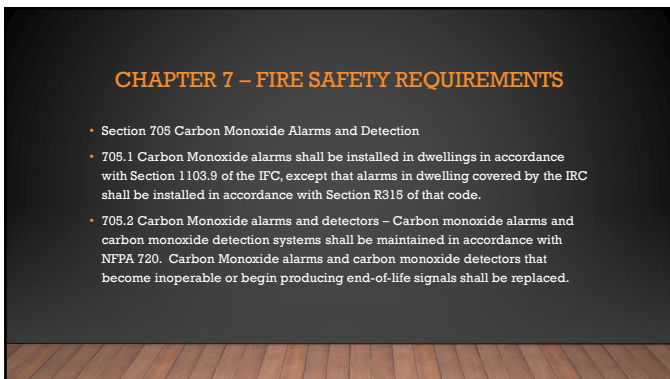 CHAPTER 7 – FIRE SAFETY REQUIREMENTS
• Section 705 Carbon Monoxide Alarms and Detection
• 705.1 Carbon Monoxide alarms shall be installed in dwellings in accordance
with Section 1103.9 of the IFC, except that alarms in dwelling covered by the IRC
shall be installed in accordance with Section R315 of that code.
• 705.2 Carbon Monoxide alarms and detectors – Carbon monoxide alarms and
carbon monoxide detection systems shall be maintained in accordance with
NFPA 720. Carbon Monoxide alarms and carbon monoxide detectors that
become inoperable or begin producing end-of-life signals shall be replaced.